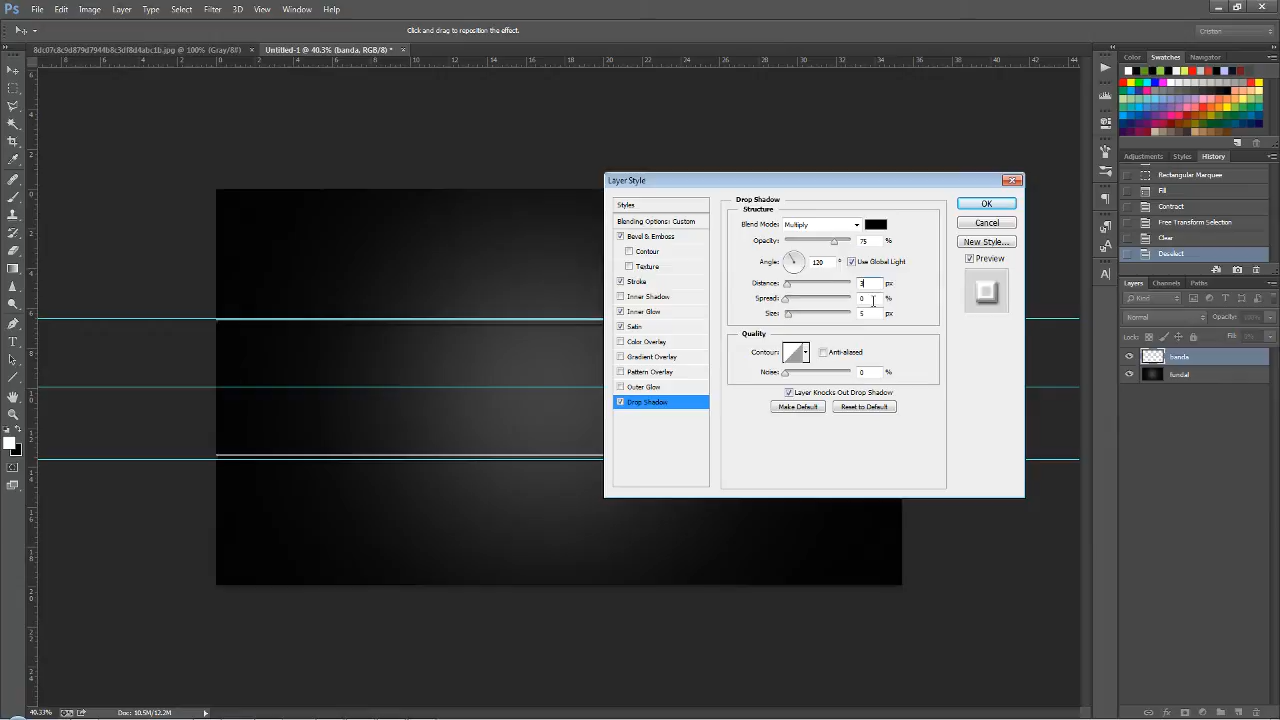 Ps File Edit Image Layer Type Select Filter 3D View Window Help
Click and drag to reposition the effect.
Cristian
8dc07c8c9d879d7944b8c3df8d4abc1b.jpg @ 100% (Gray/8#) × Untitled-1 @ 40.3% (banda, RGB/8) * ×
Color Swatches Navigator
Adjustments Styles History
Rectangular Marquee
Fill
Contract
Free Transform Selection
Clear
Deselect
Layers Channels Paths
Kind
Normal Opacity: 100%
Lock: Fill:
banda
fundal
Layer Style
Styles
Blending Options: Custom
Bevel & Emboss
Contour
Texture
Stroke
Inner Shadow
Inner Glow
Satin
Color Overlay
Gradient Overlay
Pattern Overlay
Outer Glow
Drop Shadow
Drop Shadow
Structure
Blend Mode: Multiply
Opacity: 75 %
Angle: 120 ° Use Global Light
Distance: 3 px
Spread: 0 %
Size: 5 px
Quality
Contour: Anti-aliased
Noise: 0 %
Layer Knocks Out Drop Shadow
Make Default Reset to Default
OK
Cancel
New Style...
Preview
40.33% Doc: 10.5M/12.2M